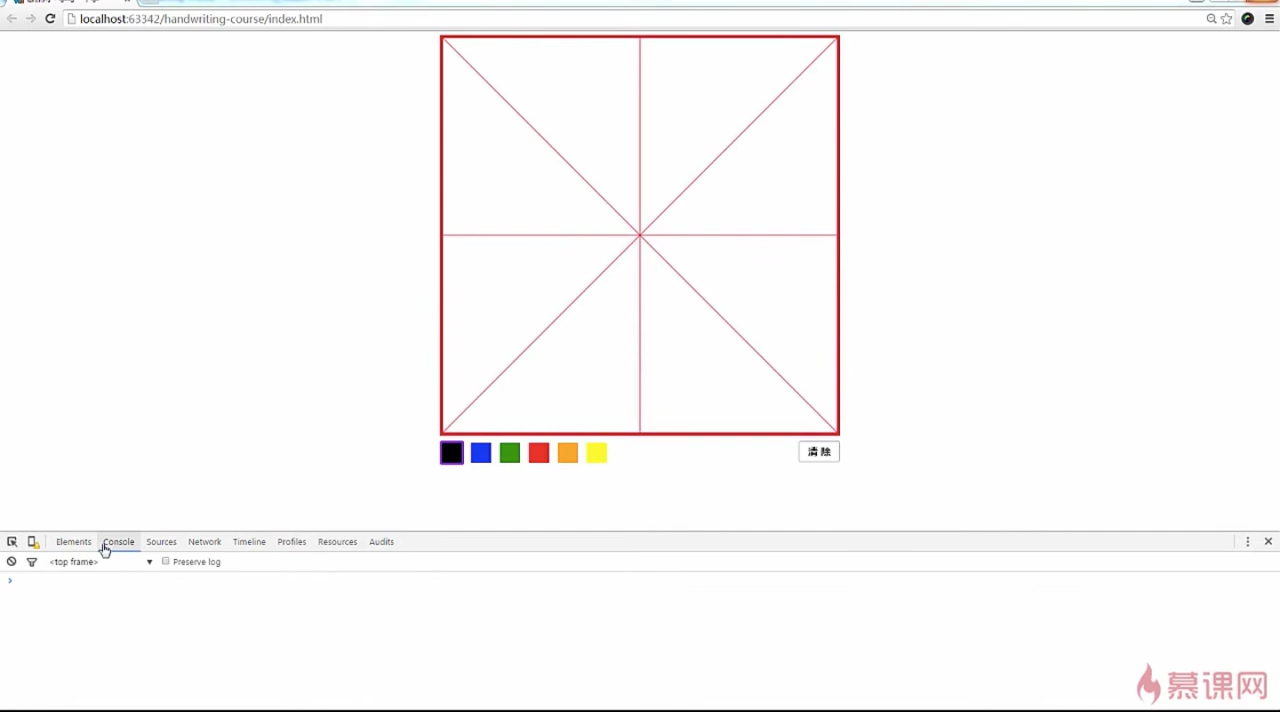 localhost:63342/handwriting-course/index.html
清 除
Elements Console Sources Network Timeline Profiles Resources Audits
<top frame> ▼ Preserve log
慕课网